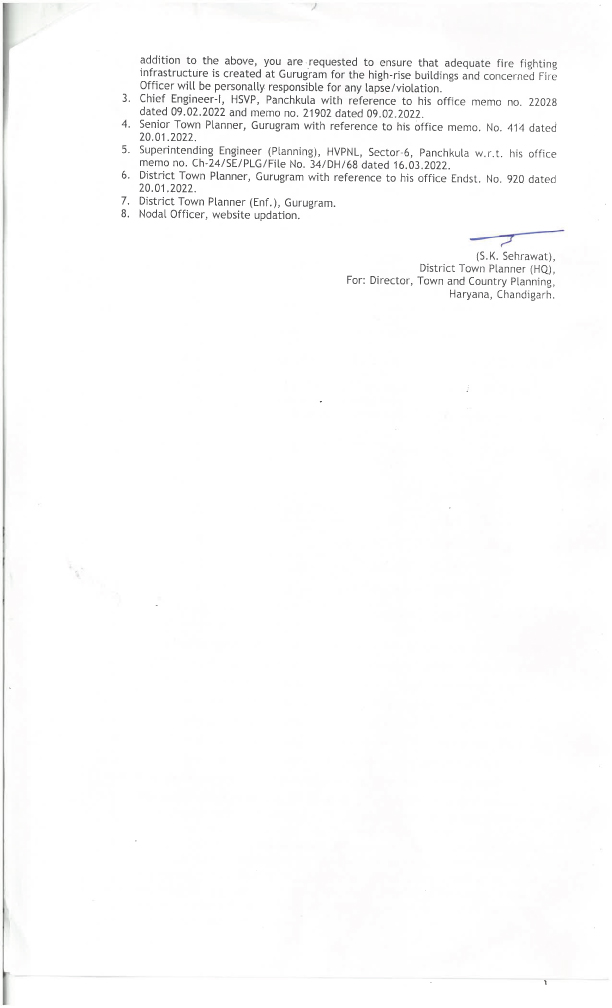 addition to the above, you are requested to ensure that adequate fire fighting
infrastructure is created at Gurugram for the high-rise buildings and concerned Fire
Officer will be personally responsible for any lapse/violation.
3. Chief Engineer-I, HSVP, Panchkula with reference to his office memo no. 22028
dated 09.02.2022 and memo no. 21902 dated 09.02.2022.
4. Senior Town Planner, Gurugram with reference to his office memo. No. 414 dated
20.01.2022.
5. Superintending Engineer (Planning), HVPNL, Sector-6, Panchkula w.r.t. his office
memo no. Ch-24/SE/PLG/File No. 34/DH/68 dated 16.03.2022.
6. District Town Planner, Gurugram with reference to his office Endst. No. 920 dated
20.01.2022.
7. District Town Planner (Enf.), Gurugram.
8. Nodal Officer, website updation.
(S.K. Sehrawat),
District Town Planner (HQ),
For: Director, Town and Country Planning,
Haryana, Chandigarh.